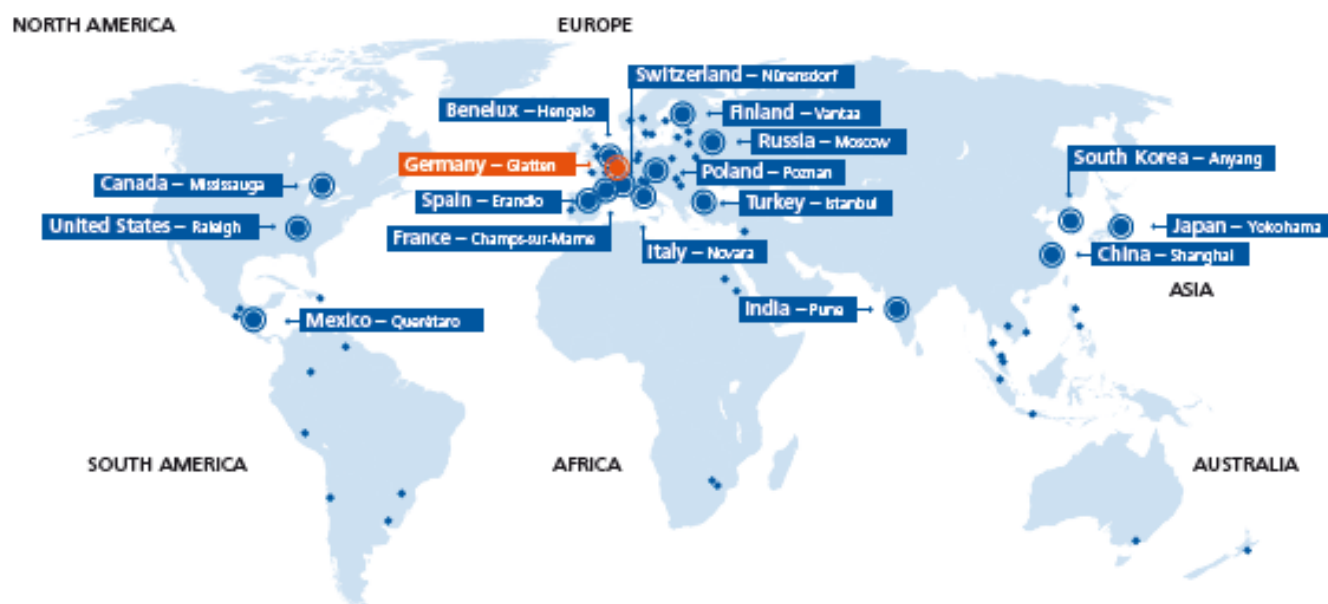 NORTH AMERICA
EUROPE
Switzerland – Nürensdorf
Benelux – Hengelo
Finland – Vantaa
Russia – Moscow
Germany – Glatten
South Korea – Anyang
Canada – Mississauga
Poland – Poznan
Spain – Erandio
Turkey – Istanbul
United States – Raleigh
Japan – Yokohama
France – Champs-sur-Marne
Italy – Novara
China – Shanghai
ASIA
India – Pune
Mexico – Querétaro
SOUTH AMERICA
AFRICA
AUSTRALIA